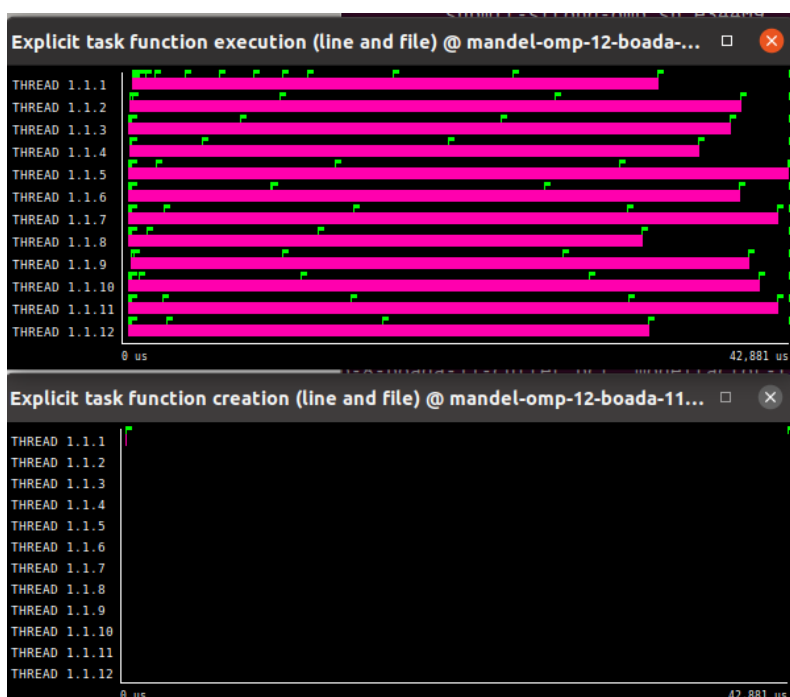 Explicit task function execution (line and file) @ mandel-omp-12-boada-...
THREAD 1.1.1
THREAD 1.1.2
THREAD 1.1.3
THREAD 1.1.4
THREAD 1.1.5
THREAD 1.1.6
THREAD 1.1.7
THREAD 1.1.8
THREAD 1.1.9
THREAD 1.1.10
THREAD 1.1.11
THREAD 1.1.12
0 us 42,881 us
Explicit task function creation (line and file) @ mandel-omp-12-boada-11...
THREAD 1.1.1
THREAD 1.1.2
THREAD 1.1.3
THREAD 1.1.4
THREAD 1.1.5
THREAD 1.1.6
THREAD 1.1.7
THREAD 1.1.8
THREAD 1.1.9
THREAD 1.1.10
THREAD 1.1.11
THREAD 1.1.12
0 us 42,881 us